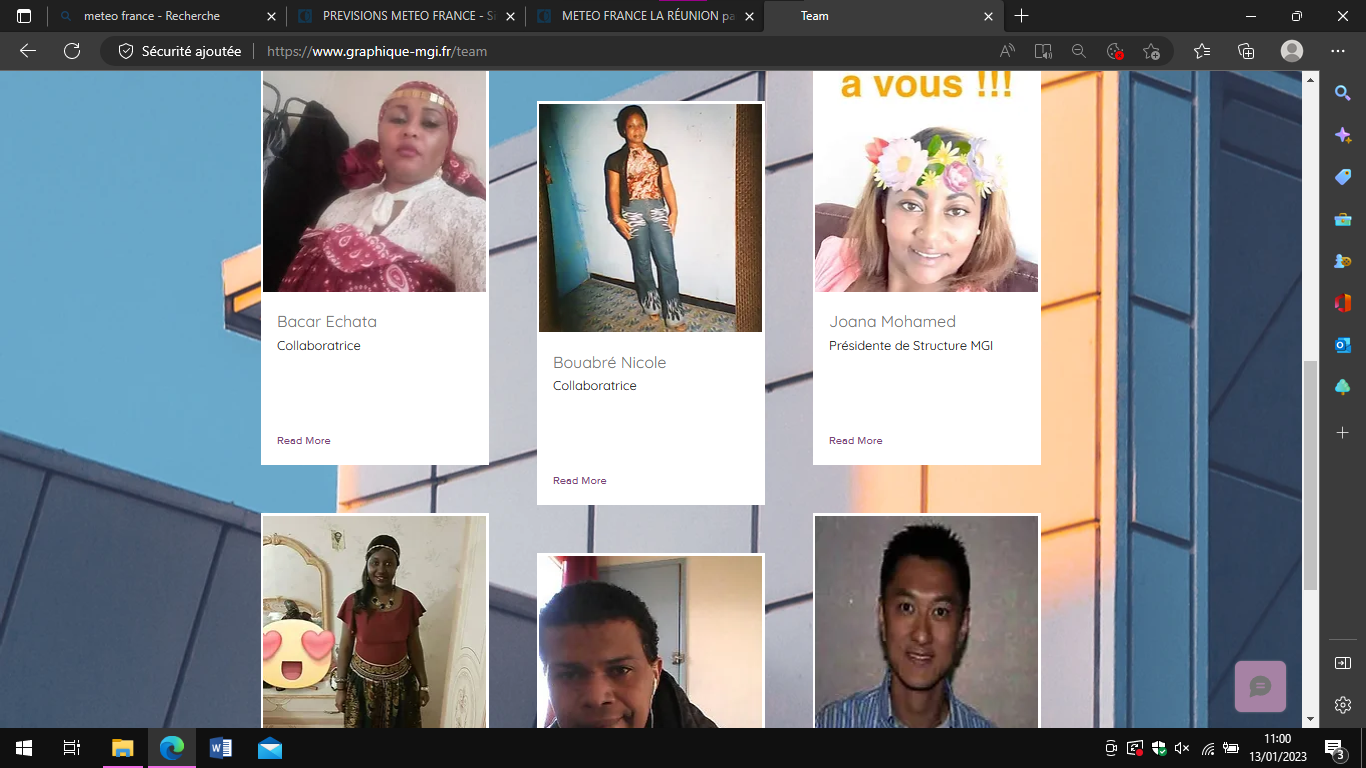 meteo france - Recherche
PREVISIONS METEO FRANCE - Si
METEO FRANCE LA RÉUNION pa
Team
Sécurité ajoutée
https://www.graphique-mgi.fr/team
à vous !!!
Bacar Echata
Collaboratrice
Read More
Bouabré Nicole
Collaboratrice
Read More
Joana Mohamed
Présidente de Structure MGI
Read More
11:00
13/01/2023
3